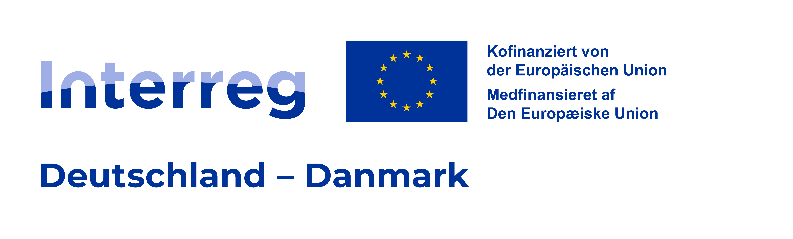 Interreg
Kofinanziert von
der Europäischen Union
Medfinansieret af
Den Europæiske Union
Deutschland – Danmark